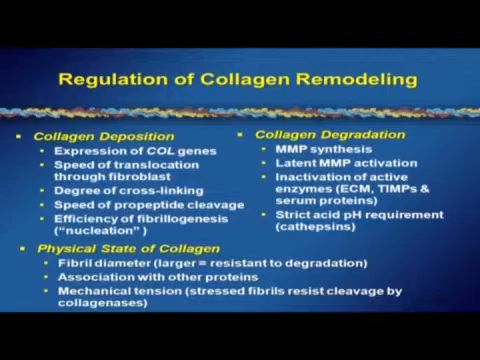 Regulation of Collagen Remodeling
Collagen Deposition
Expression of COL genes
Speed of translocation
through fibroblast
Degree of cross-linking
Speed of propeptide cleavage
Efficiency of fibrillogenesis
("nucleation" )
Collagen Degradation
MMP synthesis
Latent MMP activation
Inactivation of active
enzymes (ECM, TIMPs &
serum proteins)
Strict acid pH requirement
(cathepsins)
Physical State of Collagen
Fibril diameter (larger = resistant to degradation)
Association with other proteins
Mechanical tension (stressed fibrils resist cleavage by
collagenases)